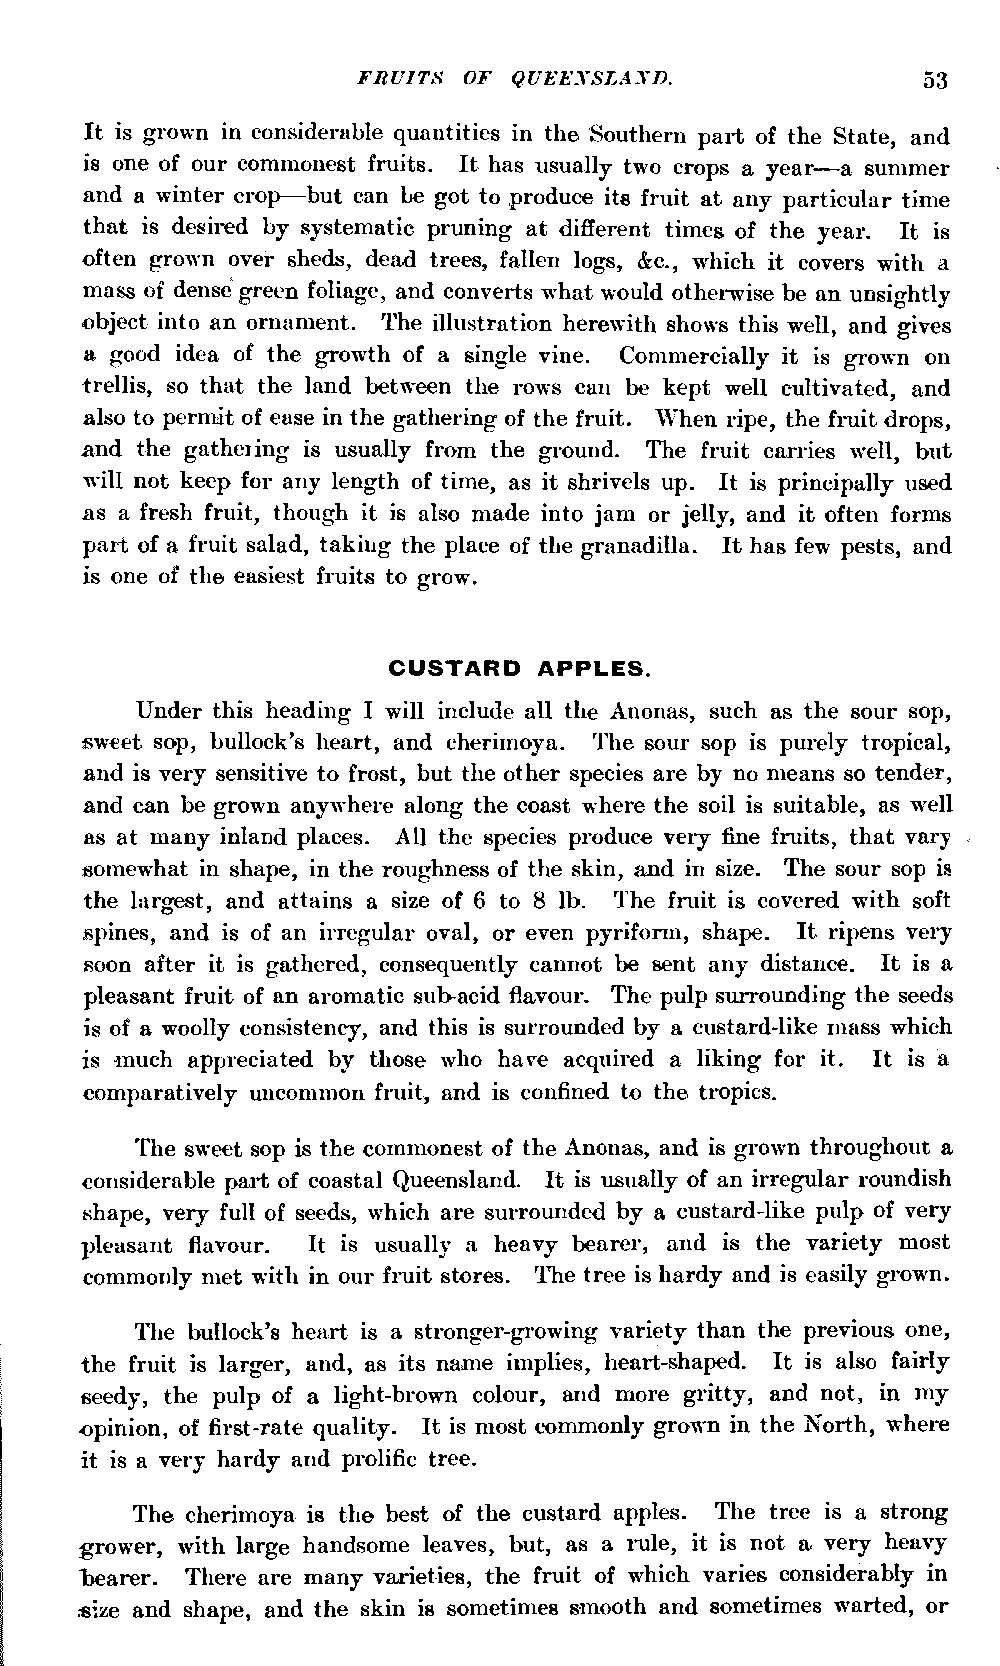 FRUITS OF QUEENSLAND. 53
It is grown in considerable quantities in the Southern part of the State, and
is one of our commonest fruits. It has usually two crops a year—a summer
and a winter crop—but can be got to produce its fruit at any particular time
that is desired by systematic pruning at different times of the year. It is
often grown over sheds, dead trees, fallen logs, &c., which it covers with a
mass of dense green foliage, and converts what would otherwise be an unsightly
object into an ornament. The illustration herewith shows this well, and gives
a good idea of the growth of a single vine. Commercially it is grown on
trellis, so that the land between the rows can be kept well cultivated, and
also to permit of ease in the gathering of the fruit. When ripe, the fruit drops,
and the gathering is usually from the ground. The fruit carries well, but
will not keep for any length of time, as it shrivels up. It is principally used
as a fresh fruit, though it is also made into jam or jelly, and it often forms
part of a fruit salad, taking the place of the granadilla. It has few pests, and
is one of the easiest fruits to grow.
CUSTARD APPLES.
Under this heading I will include all the Anonas, such as the sour sop,
sweet sop, bullock's heart, and cherimoya. The sour sop is purely tropical,
and is very sensitive to frost, but the other species are by no means so tender,
and can be grown anywhere along the coast where the soil is suitable, as well
as at many inland places. All the species produce very fine fruits, that vary
somewhat in shape, in the roughness of the skin, and in size. The sour sop is
the largest, and attains a size of 6 to 8 lb. The fruit is covered with soft
spines, and is of an irregular oval, or even pyriform, shape. It ripens very
soon after it is gathered, consequently cannot be sent any distance. It is a
pleasant fruit of an aromatic sub-acid flavour. The pulp surrounding the seeds
is of a woolly consistency, and this is surrounded by a custard-like mass which
is much appreciated by those who have acquired a liking for it. It is a
comparatively uncommon fruit, and is confined to the tropics.
The sweet sop is the commonest of the Anonas, and is grown throughout a
considerable part of coastal Queensland. It is usually of an irregular roundish
shape, very full of seeds, which are surrounded by a custard-like pulp of very
pleasant flavour. It is usually a heavy bearer, and is the variety most
commonly met with in our fruit stores. The tree is hardy and is easily grown.
The bullock's heart is a stronger-growing variety than the previous one,
the fruit is larger, and, as its name implies, heart-shaped. It is also fairly
seedy, the pulp of a light-brown colour, and more gritty, and not, in my
opinion, of first-rate quality. It is most commonly grown in the North, where
it is a very hardy and prolific tree.
The cherimoya is the best of the custard apples. The tree is a strong
grower, with large handsome leaves, but, as a rule, it is not a very heavy
bearer. There are many varieties, the fruit of which varies considerably in
size and shape, and the skin is sometimes smooth and sometimes warted, or